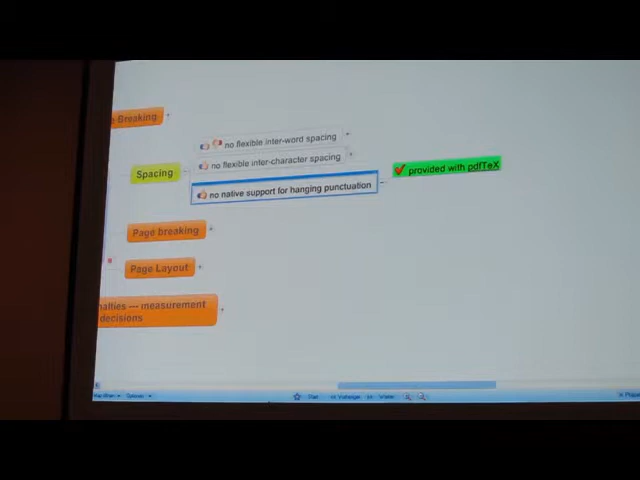 Breaking
no flexible inter-word spacing
no flexible inter-character spacing
Spacing
no native support for hanging punctuation
provided with pdfTeX
Page breaking
Page Layout
nalties --- measurement
decisions
Start